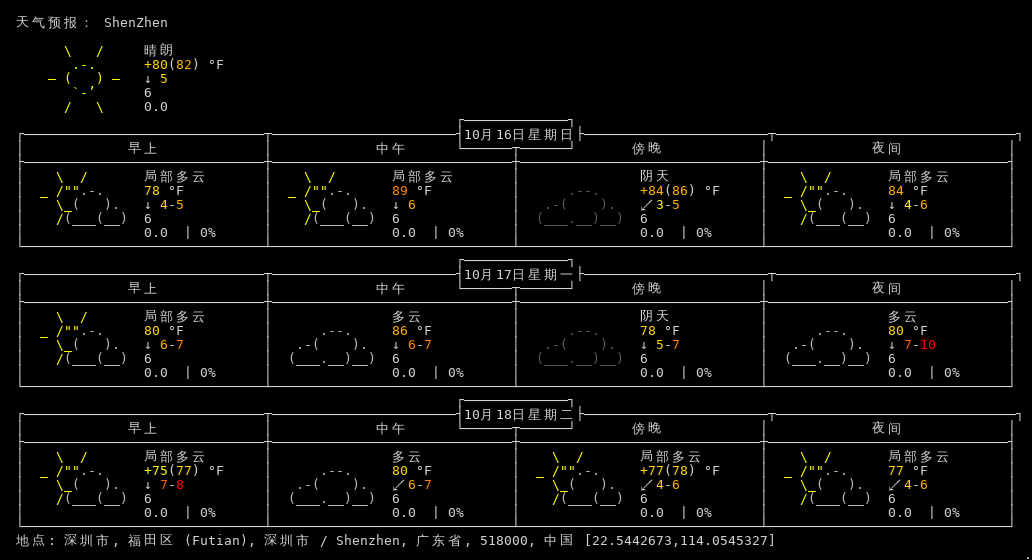 天气预报： ShenZhen
晴朗
+80(82) °F
↓ 5
6
0.0
10月16日星期日
早上 中午 傍晚 夜间
局部多云 局部多云 阴天 局部多云
78 °F 89 °F +84(86) °F 84 °F
↓ 4-5 ↓ 6 ↙ 3-5 ↓ 4-6
6 6 6 6
0.0 | 0% 0.0 | 0% 0.0 | 0% 0.0 | 0%
10月17日星期一
早上 中午 傍晚 夜间
局部多云 多云 阴天 多云
80 °F 86 °F 78 °F 80 °F
↓ 6-7 ↓ 6-7 ↓ 5-7 ↓ 7-10
6 6 6 6
0.0 | 0% 0.0 | 0% 0.0 | 0% 0.0 | 0%
10月18日星期二
早上 中午 傍晚 夜间
局部多云 多云 局部多云 局部多云
+75(77) °F 80 °F +77(78) °F 77 °F
↓ 7-8 ↙ 6-7 ↙ 4-6 ↙ 4-6
6 6 6 6
0.0 | 0% 0.0 | 0% 0.0 | 0% 0.0 | 0%
地点: 深圳市, 福田区 (Futian), 深圳市 / Shenzhen, 广东省, 518000, 中国 [22.5442673,114.0545327]